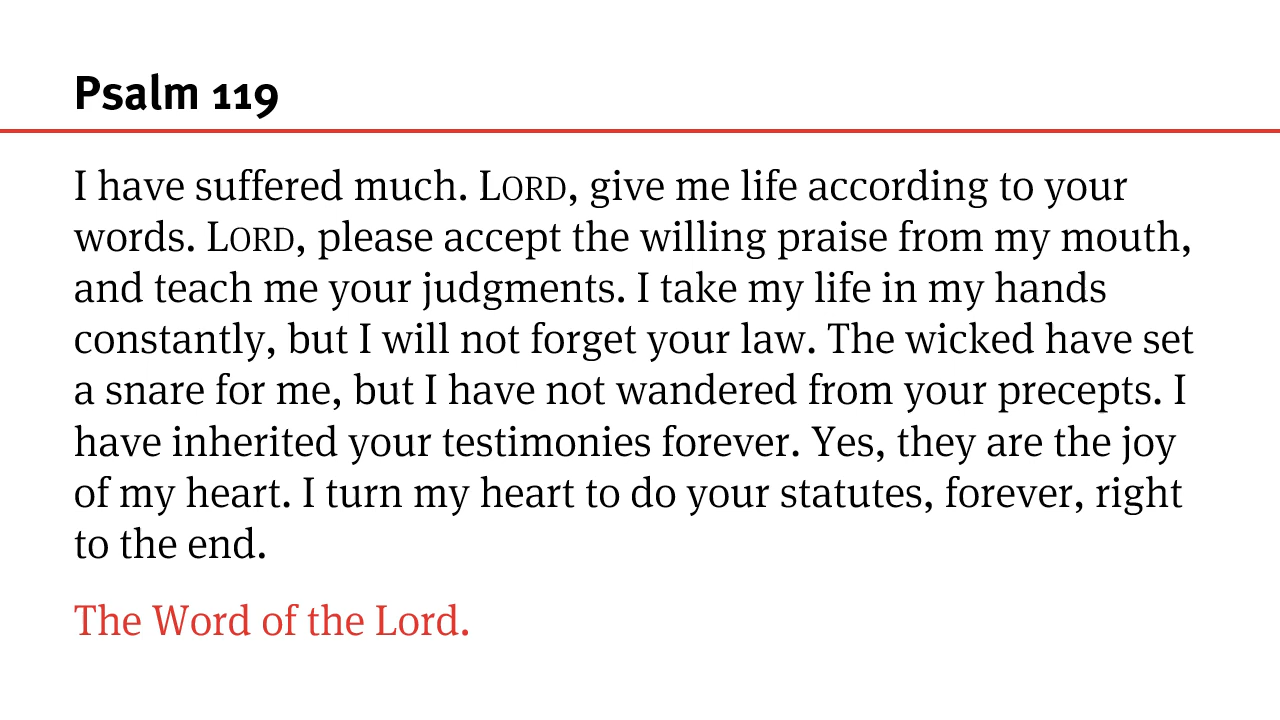 Psalm 119
I have suffered much. LORD, give me life according to your
words. LORD, please accept the willing praise from my mouth,
and teach me your judgments. I take my life in my hands
constantly, but I will not forget your law. The wicked have set
a snare for me, but I have not wandered from your precepts. I
have inherited your testimonies forever. Yes, they are the joy
of my heart. I turn my heart to do your statutes, forever, right
to the end.
The Word of the Lord.